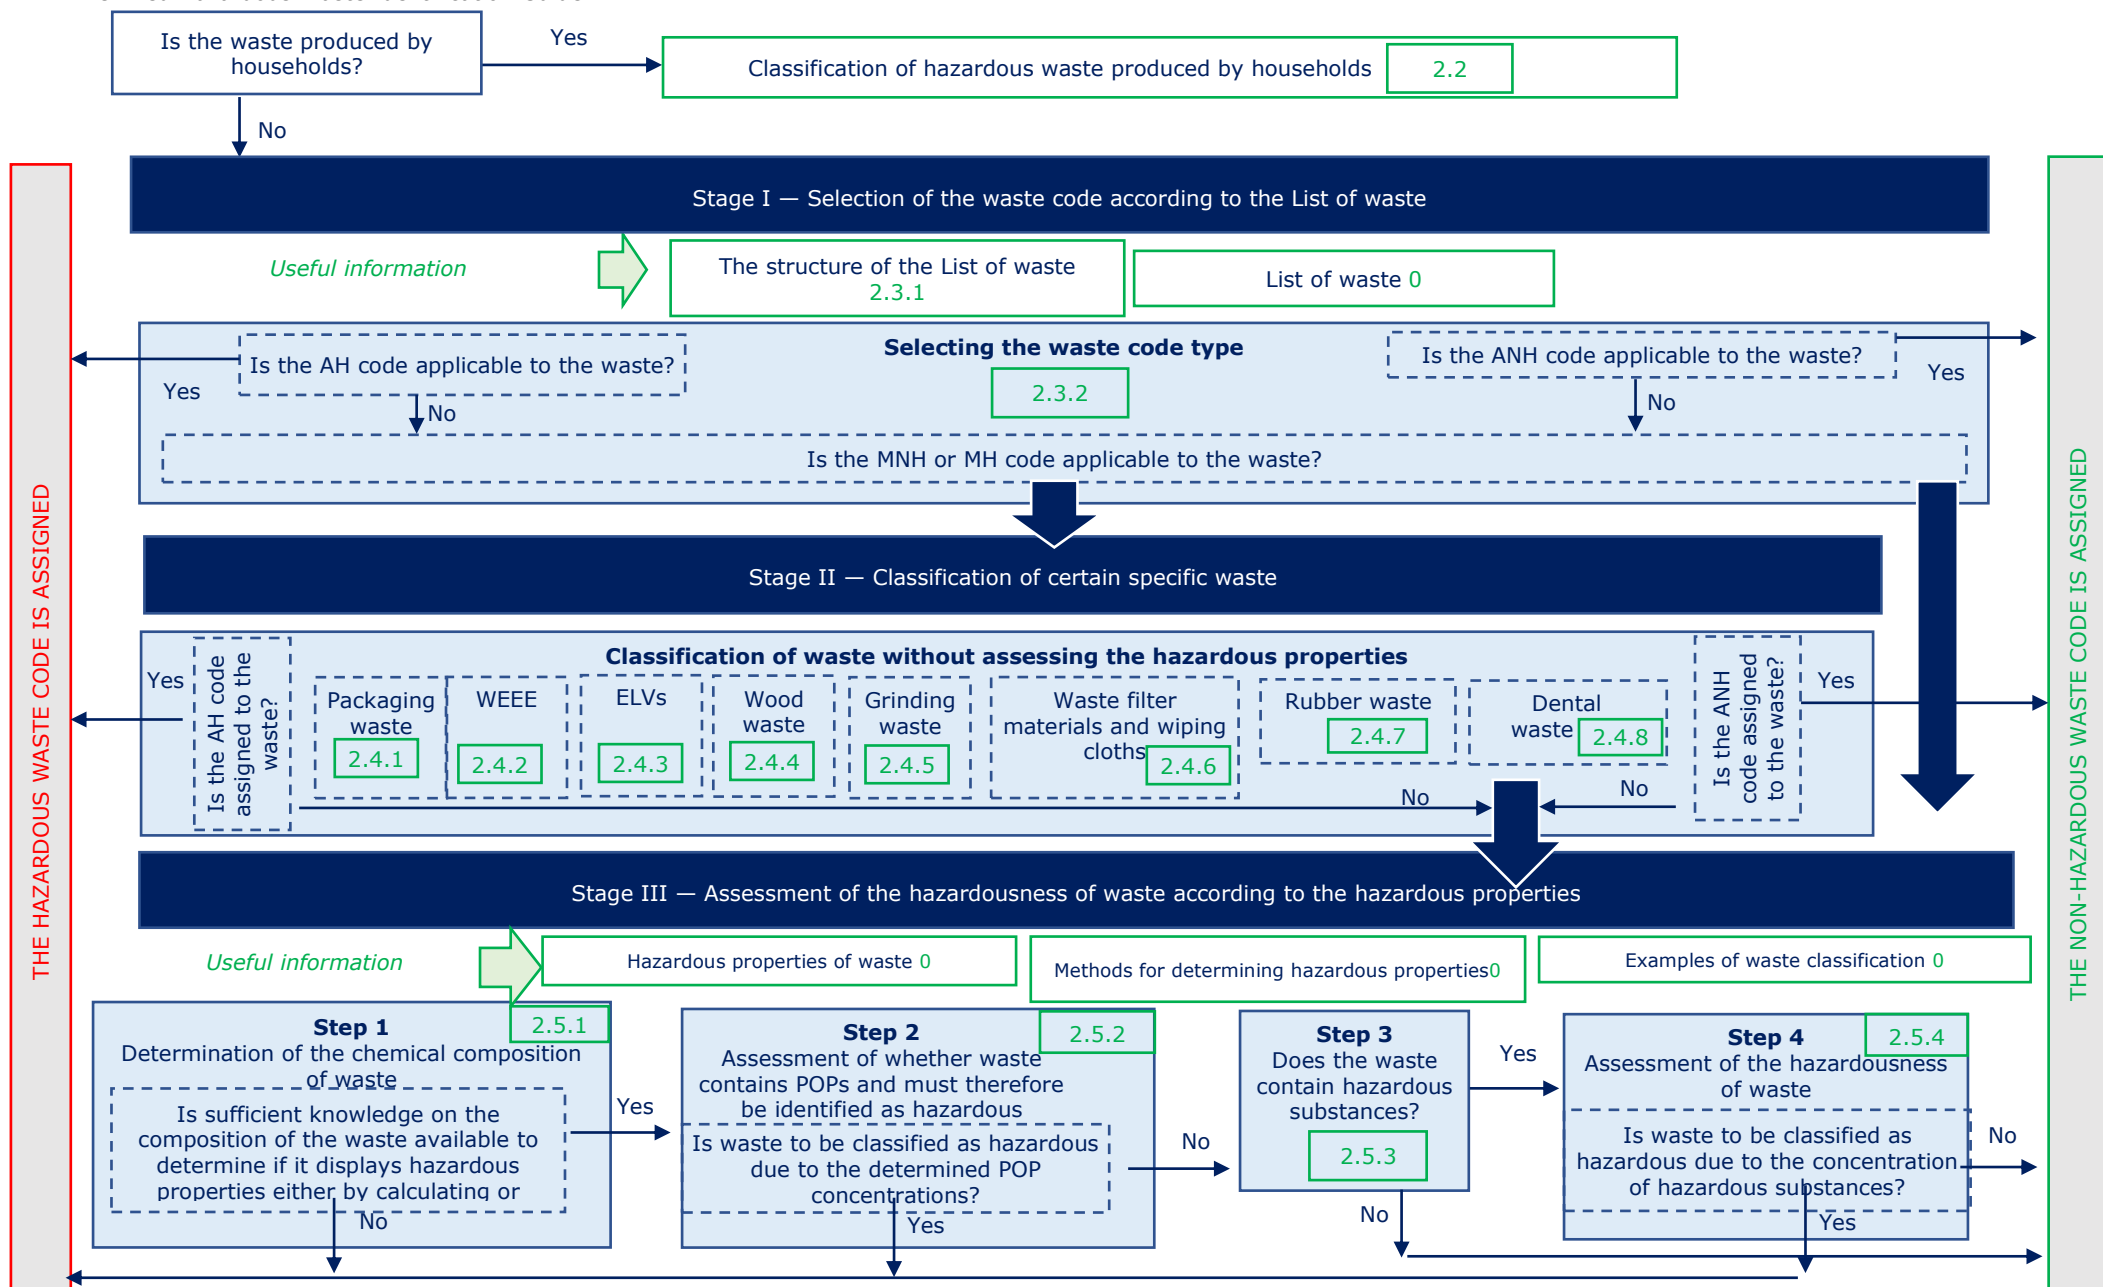 Is the waste produced by
households?
Yes
Classification of hazardous waste produced by households
2.2
No
Stage I — Selection of the waste code according to the List of waste
Useful information
The structure of the List of waste
2.3.1
List of waste 0
Selecting the waste code type
2.3.2
Is the AH code applicable to the waste?
Yes
No
Is the ANH code applicable to the waste?
Yes
No
Is the MNH or MH code applicable to the waste?
Stage II — Classification of certain specific waste
Classification of waste without assessing the hazardous properties
Yes
Is the AH code
assigned to the
waste?
Packaging
waste
2.4.1
WEEE
2.4.2
ELVs
2.4.3
Wood
waste
2.4.4
Grinding
waste
2.4.5
Waste filter
materials and wiping
cloths
2.4.6
Rubber waste
2.4.7
Dental
waste
2.4.8
Is the ANH
code assigned
to the waste?
Yes
No
No
Stage III — Assessment of the hazardousness of waste according to the hazardous properties
Useful information
Hazardous properties of waste 0
Methods for determining hazardous properties0
Examples of waste classification 0
Step 1
2.5.1
Determination of the chemical composition
of waste
Is sufficient knowledge on the
composition of the waste available to
determine if it displays hazardous
properties either by calculating or
No
Yes
Step 2
2.5.2
Assessment of whether waste
contains POPs and must therefore
be identified as hazardous
Is waste to be classified as hazardous
due to the determined POP
concentrations?
Yes
No
Step 3
Does the waste
contain hazardous
substances?
2.5.3
No
Yes
Step 4
2.5.4
Assessment of the hazardousness
of waste
Is waste to be classified as
hazardous due to the concentration
of hazardous substances?
Yes
No
THE HAZARDOUS WASTE CODE IS ASSIGNED
THE NON-HAZARDOUS WASTE CODE IS ASSIGNED